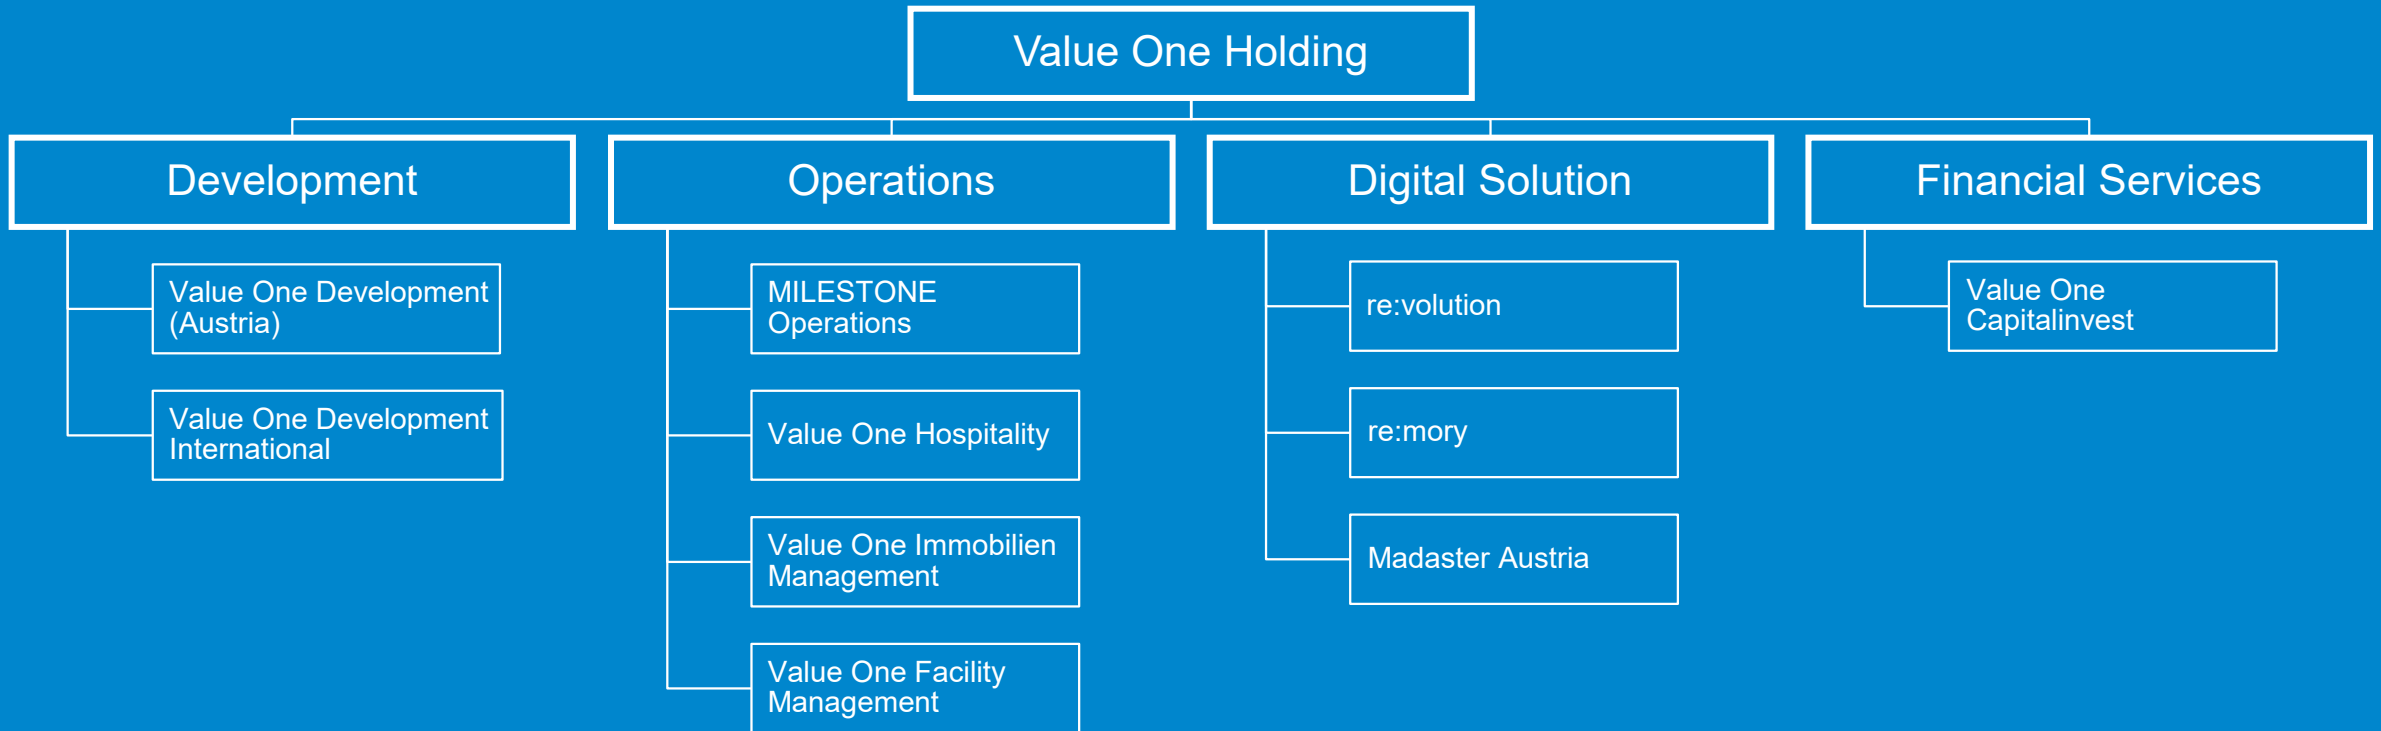 Value One Holding
Development
Operations
Digital Solution
Financial Services
Value One Development
(Austria)
Value One Development
International
MILESTONE
Operations
Value One Hospitality
Value One Immobilien
Management
Value One Facility
Management
re:volution
re:mory
Madaster Austria
Value One
Capitalinvest